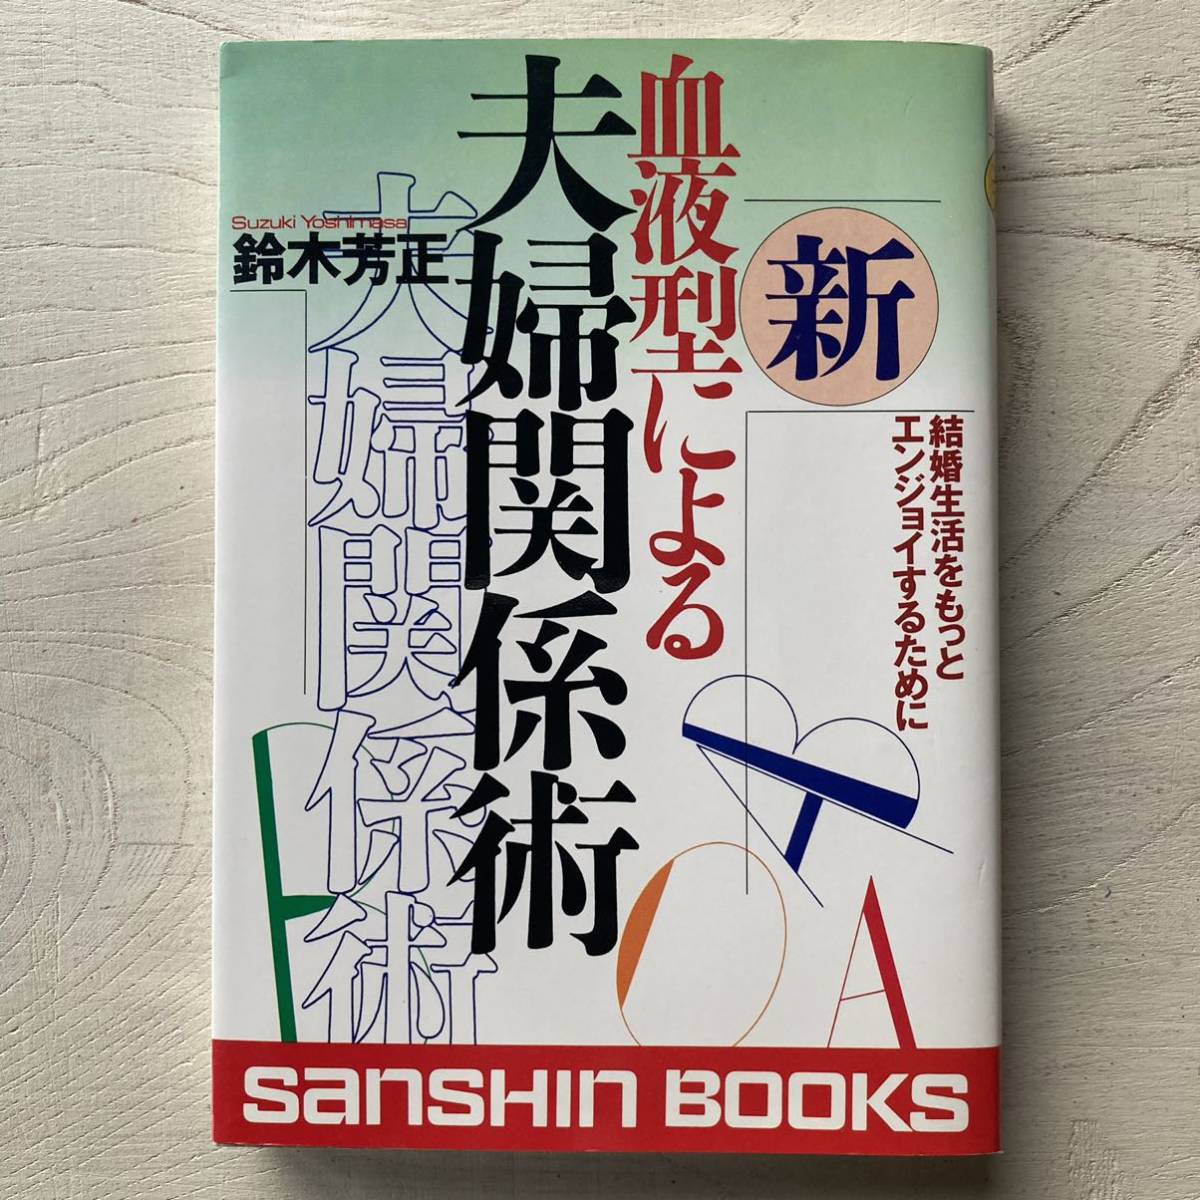 新
結婚生活をもっと
エンジョイするために
血液型による
夫婦関係術
夫婦関係術
Suzuki Yoshimasa
鈴木芳正
B
O
A
SANSHIN BOOKS